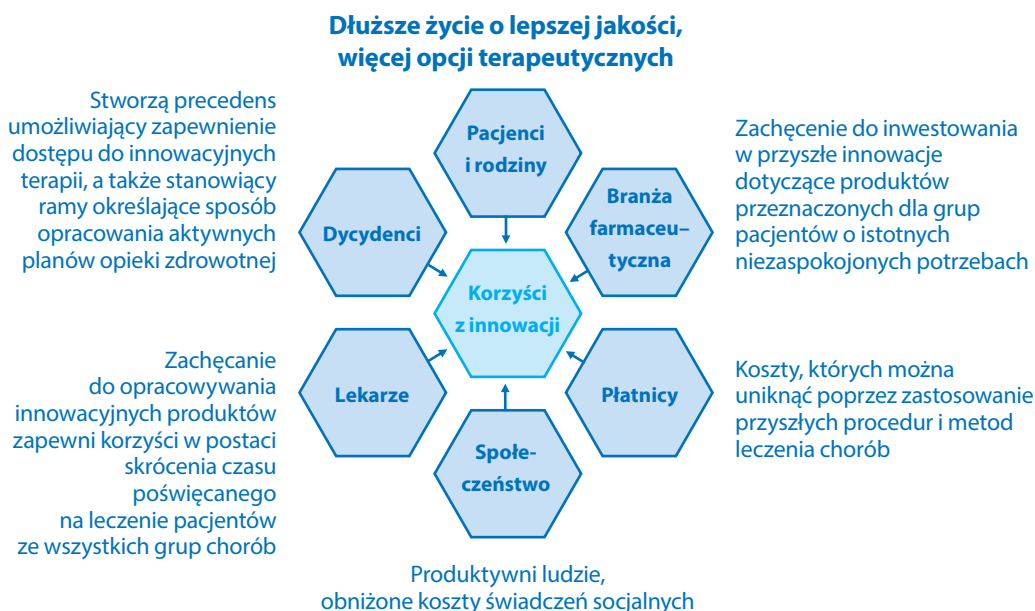 Dłuższe życie o lepszej jakości,
więcej opcji terapeutycznych
Pacjenci
i rodziny
Stworzą precedens
umożliwiający zapewnienie
dostępu do innowacyjnych
terapii, a także stanowiący
ramy określające sposób
opracowania aktywnych
planów opieki zdrowotnej
Dycydenci
Branża
farmaceu–
tyczna
Zachęcenie do inwestowania
w przyszłe innowacje
dotyczące produktów
przeznaczonych dla grup
pacjentów o istotnych
niezaspokojonych potrzebach
Korzyści
z innowacji
Zachęcanie
do opracowywania
innowacyjnych produktów
zapewni korzyści w postaci
skrócenia czasu
poświęcanego
na leczenie pacjentów
ze wszystkich grup chorób
Lekarze
Płatnicy
Koszty, których można
uniknąć poprzez zastosowanie
przyszłych procedur i metod
leczenia chorób
Społe-
czeństwo
Produktywni ludzie,
obniżone koszty świadczeń socjalnych